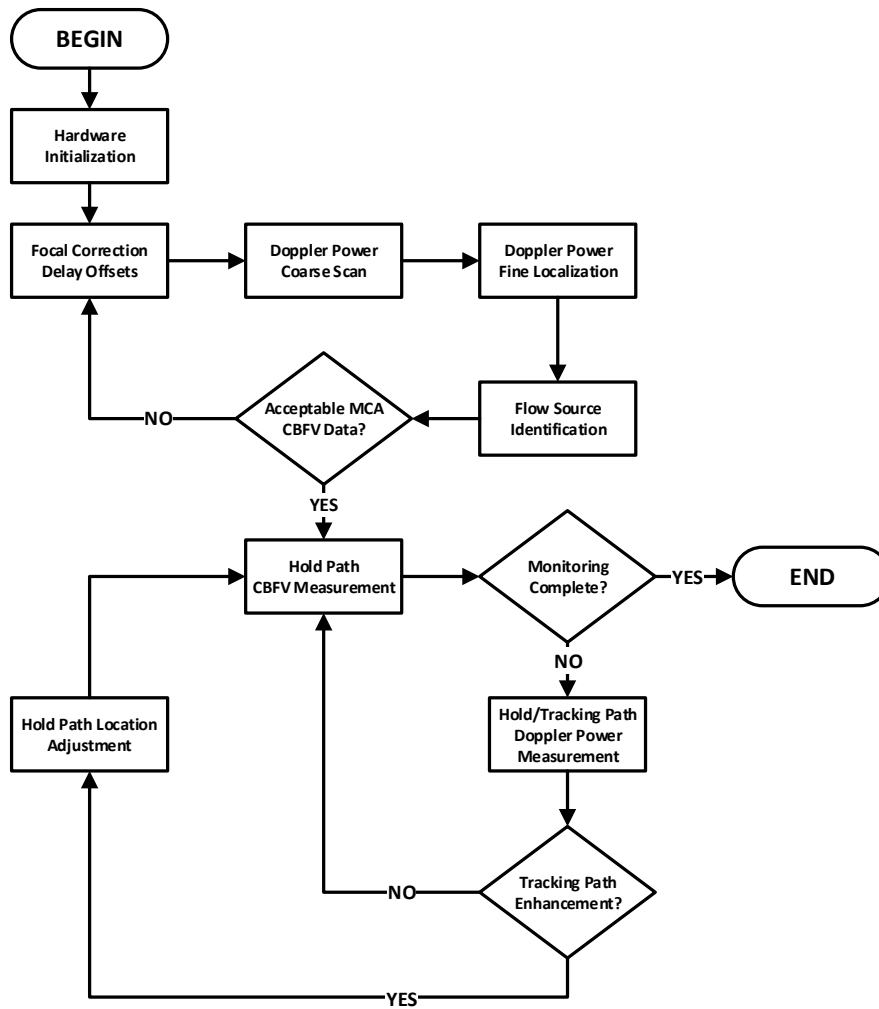 BEGIN
Hardware
Initialization
Focal Correction
Delay Offsets
Doppler Power
Coarse Scan
Doppler Power
Fine Localization
Flow Source
Identification
Acceptable MCA
CBFV Data?
NO
YES
Hold Path
CBFV Measurement
Monitoring
Complete?
YES
END
NO
Hold/Tracking Path
Doppler Power
Measurement
Hold Path Location
Adjustment
Tracking Path
Enhancement?
NO
YES